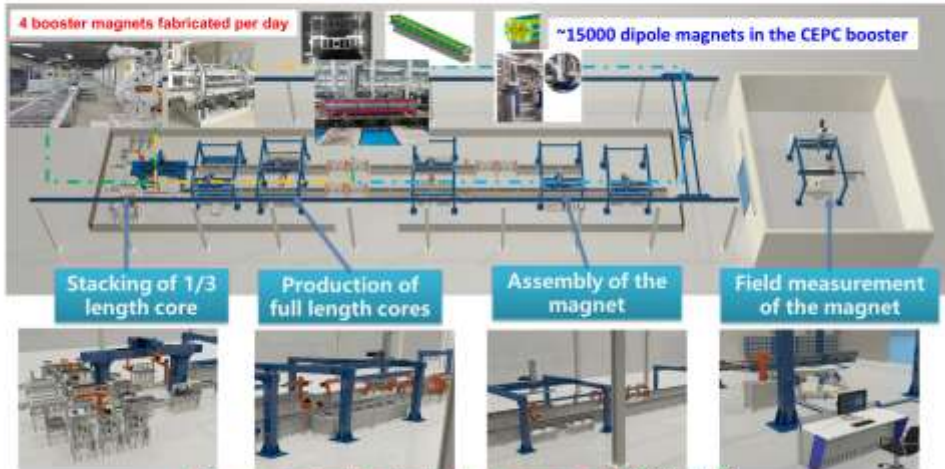 4 booster magnets fabricated per day
~15000 dipole magnets in the CEPC booster
Stacking of 1/3
length core
Production of
full length cores
Assembly of the
magnet
Field measurement
of the magnet